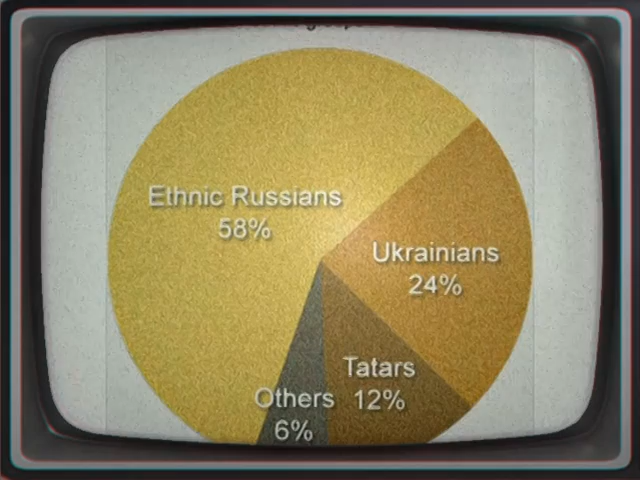 Ethnic Russians
58%
Ukrainians
24%
Tatars
12%
Others
6%